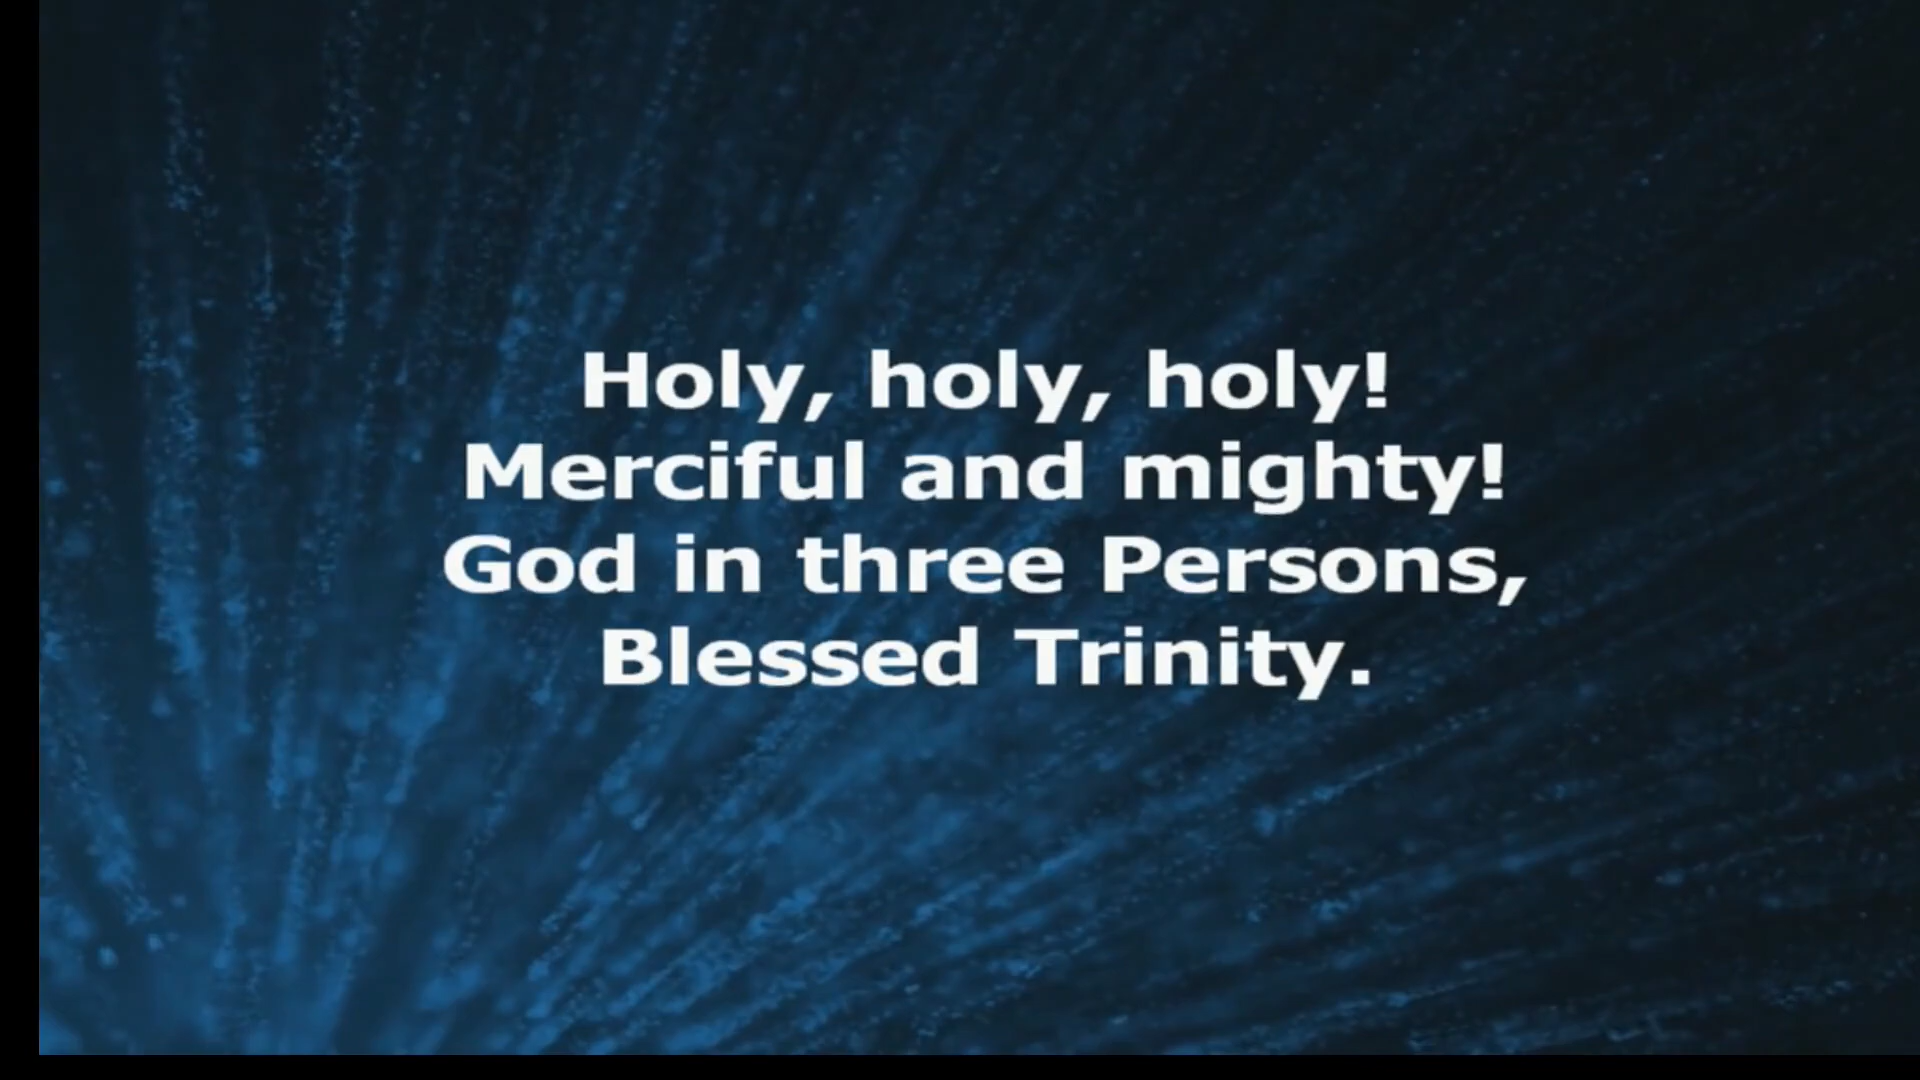 Holy, holy, holy!
Merciful and mighty!
God in three Persons,
Blessed Trinity.